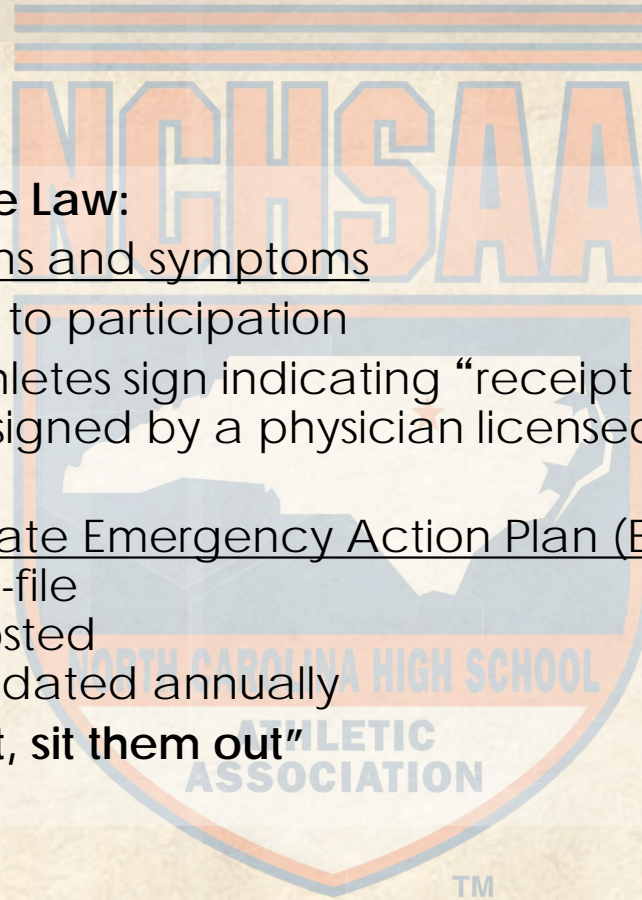 NCHSAA
e Law:
ns and symptoms
to participation
hletes sign indicating “receipt
signed by a physician licensed
ate Emergency Action Plan (E
-file
osted
dated annually
NORTH CAROLINA HIGH SCHOOL
t, sit them out”
ATHLETIC
ASSOCIATION
TM